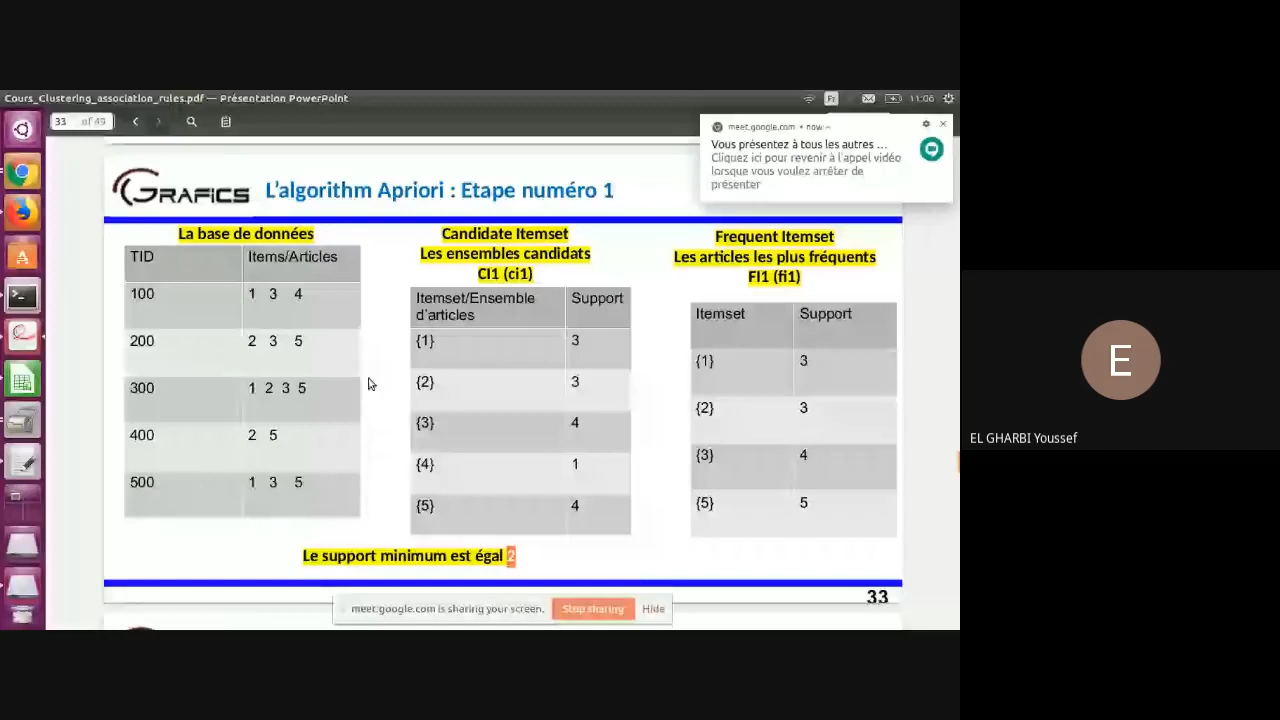 Cours_Clustering_association_rules.pdf — Présentation PowerPoint
Fr
11:06
33 of 49
meet.google.com • now
Vous présentez à tous les autres ...
Cliquez ici pour revenir à l'appel vidéo
lorsque vous voulez arrêter de
présenter
GRAFICS
L'algorithm Apriori : Etape numéro 1
La base de données
TID Items/Articles
100 1 3 4
200 2 3 5
300 1 2 3 5
400 2 5
500 1 3 5
Candidate Itemset
Les ensembles candidats
CI1 (ci1)
Itemset/Ensemble d'articles Support
{1} 3
{2} 3
{3} 4
{4} 1
{5} 4
Frequent Itemset
Les articles les plus fréquents
FI1 (fi1)
Itemset Support
{1} 3
{2} 3
{3} 4
{5} 5
Le support minimum est égal 2
33
meet.google.com is sharing your screen. Stop sharing Hide
E
EL GHARBI Youssef